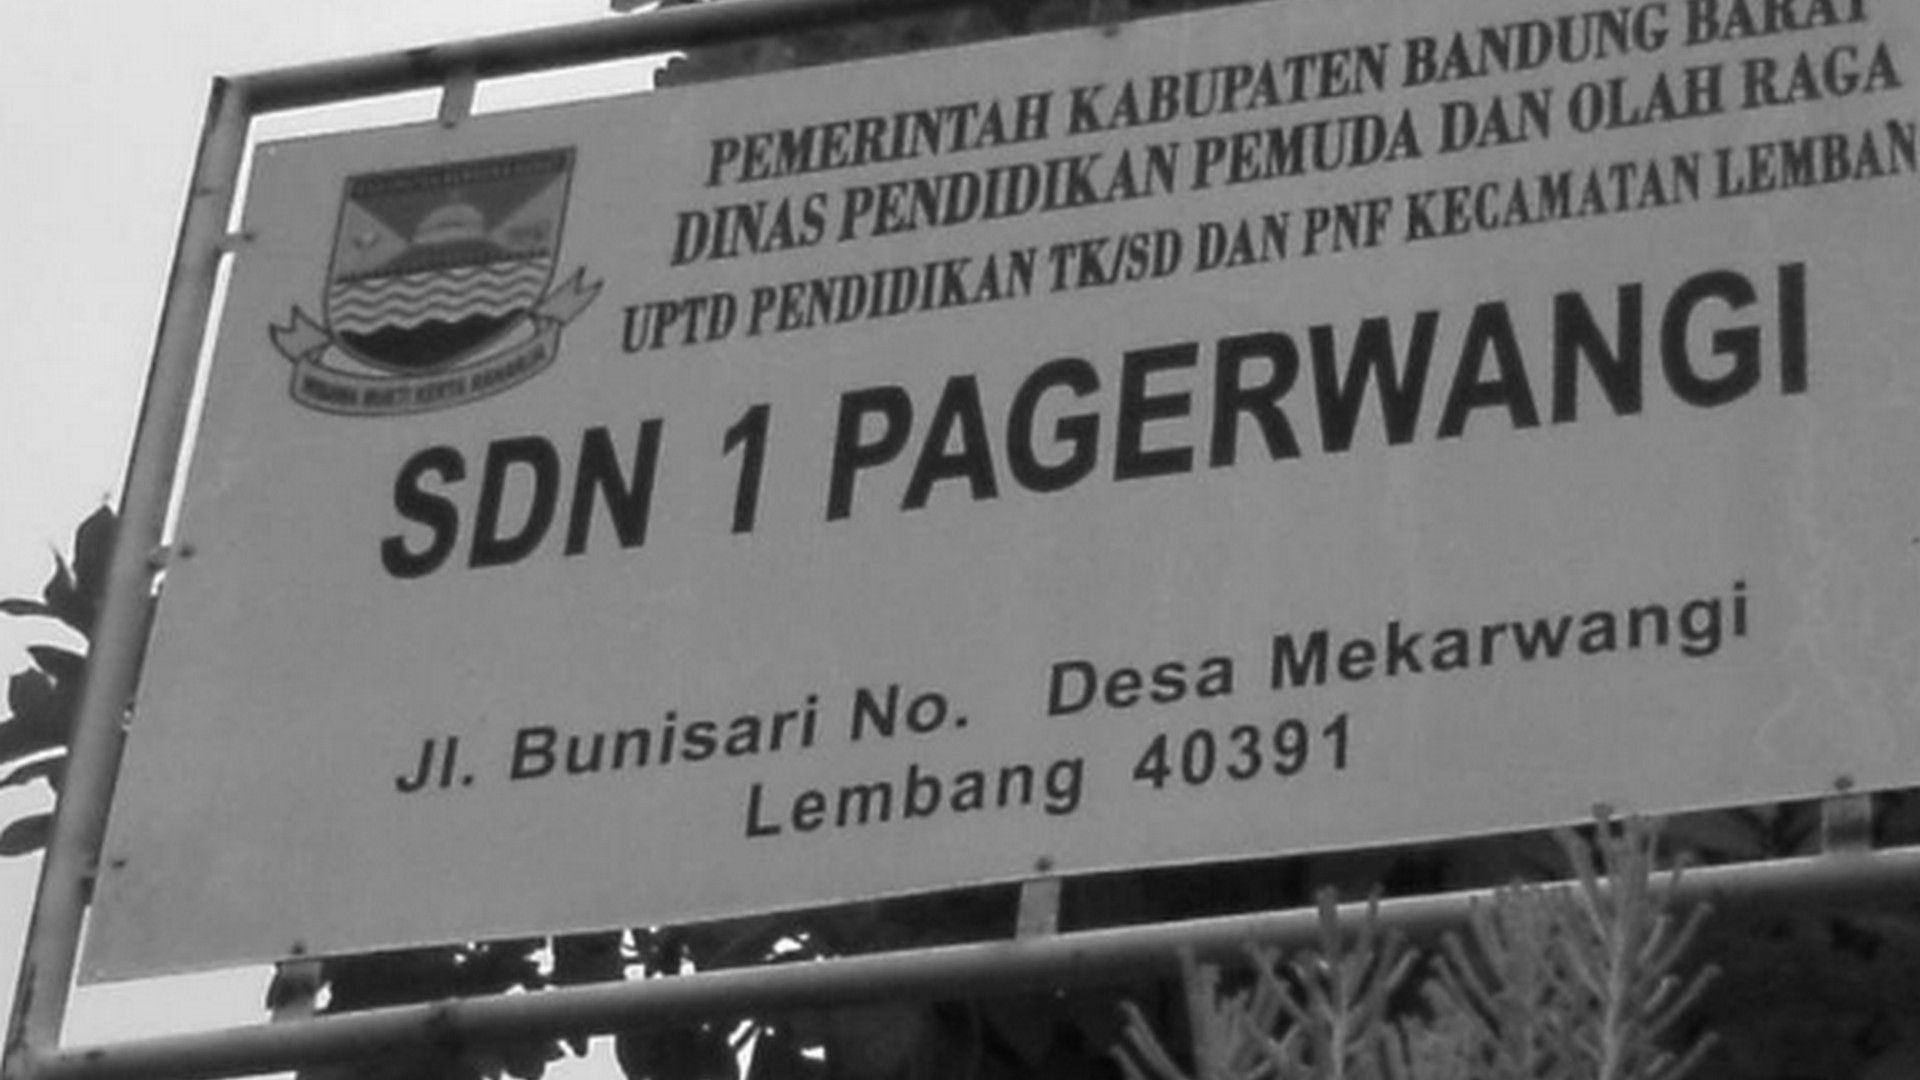 PEMERINTAH KABUPATEN BANDUNG BARAT
DINAS PENDIDIKAN PEMUDA DAN OLAH RAGA
UPTD PENDIDIKAN TK/SD DAN PNF KECAMATAN LEMBAN
SDN 1 PAGERWANGI
Jl. Bunisari No. Desa Mekarwangi
Lembang 40391